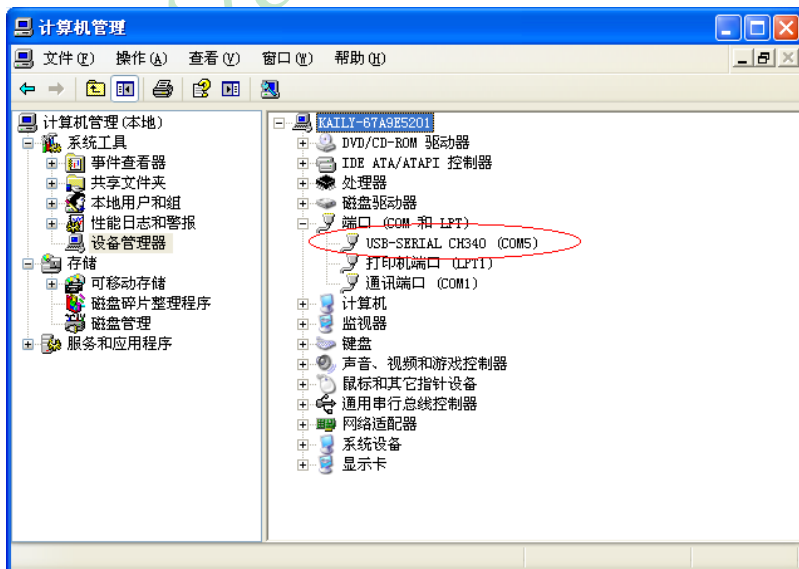 计算机管理
文件(F) 操作(A) 查看(V) 窗口(W) 帮助(H)
计算机管理(本地)
系统工具
事件查看器
共享文件夹
本地用户和组
性能日志和警报
设备管理器
存储
可移动存储
磁盘碎片整理程序
磁盘管理
服务和应用程序
KAILY-67A9E5201
DVD/CD-ROM 驱动器
IDE ATA/ATAPI 控制器
处理器
磁盘驱动器
端口 (COM 和 LPT)
USB-SERIAL CH340 (COM5)
打印机端口 (LPT1)
通讯端口 (COM1)
计算机
监视器
键盘
声音、视频和游戏控制器
鼠标和其它指针设备
通用串行总线控制器
网络适配器
系统设备
显示卡